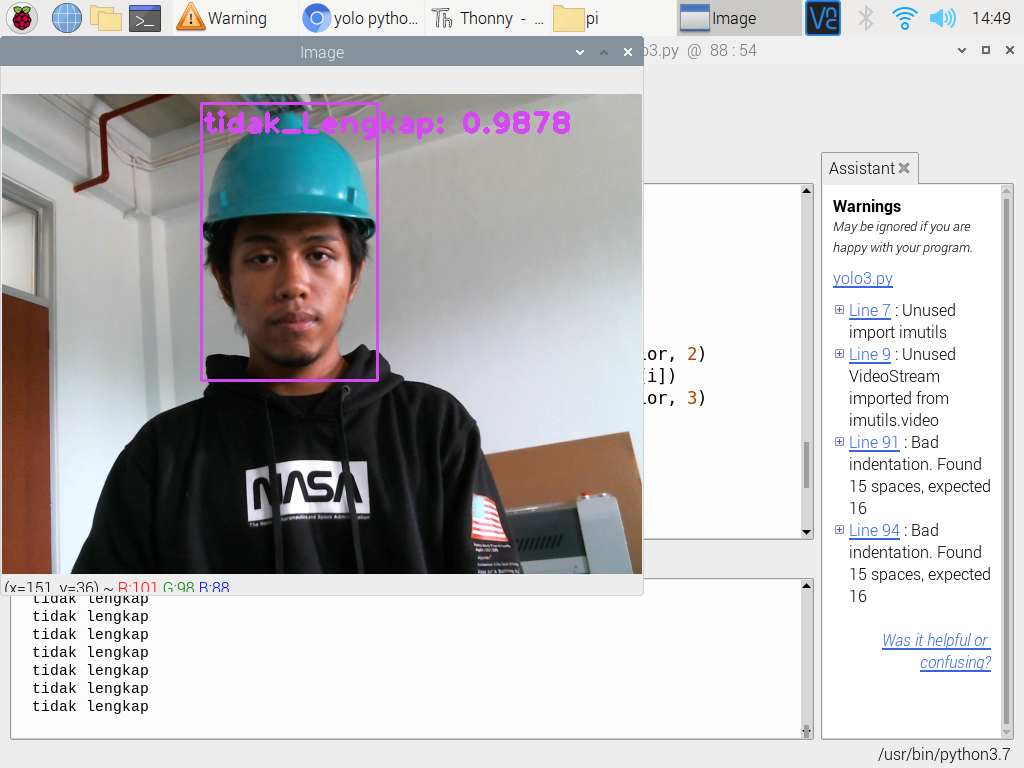 Warning
yolo pytho...
Thonny - ...
pi
Image
VNC
14:49
Image
o3.py @ 88 : 54
tidak_Lengkap: 0.9878
NASA
Assistant
Warnings
May be ignored if you are
happy with your program.
yolo3.py
Line 7 : Unused
import imutils
Line 9 : Unused
VideoStream
imported from
imutils.video
Line 91 : Bad
indentation. Found
15 spaces, expected
16
Line 94 : Bad
indentation. Found
15 spaces, expected
16
Was it helpful or
confusing?
lor, 2)
[i])
lor, 3)
(x=151, y=36) ~ R:101 G:98 B:88
tidak lengkap
tidak lengkap
tidak lengkap
tidak lengkap
tidak lengkap
tidak lengkap
tidak lengkap
/usr/bin/python3.7